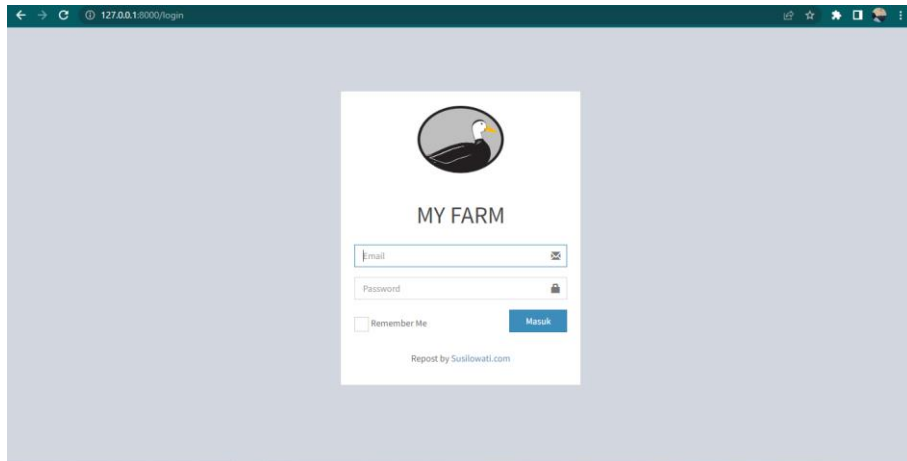 127.0.0.1:8000/login
MY FARM
Email
Password
Remember Me
Masuk
Repost by Susilowati.com